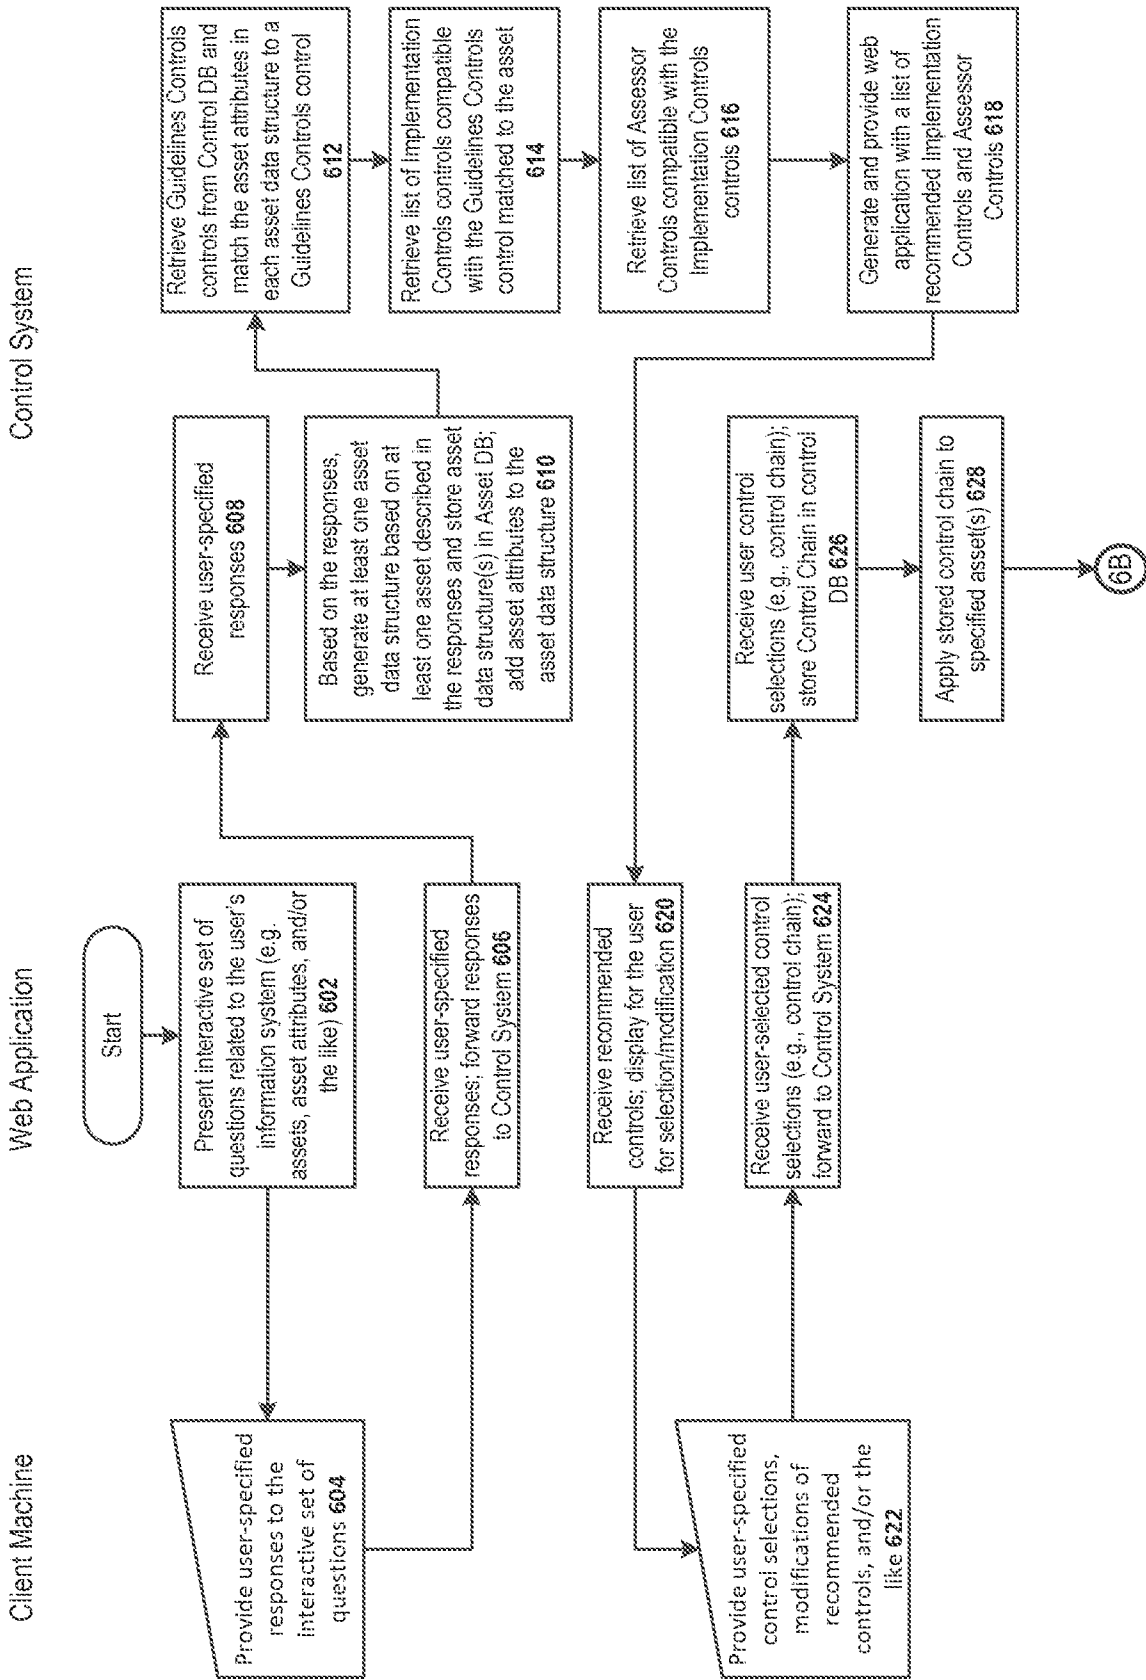 Client Machine
Web Application
Control System
Start
Present interactive set of
questions related to the user's
information system (e.g.
assets, asset attributes, and/or
the like) 602
Provide user-specified
responses to the
interactive set of
questions 604
Receive user-specified
responses; forward responses
to Control System 606
Receive user-specified
responses 608
Based on the responses,
generate at least one asset
data structure based on at
least one asset described in
the responses and store asset
data structure(s) in Asset DB;
add asset attributes to the
asset data structure 610
Retrieve Guidelines Controls
controls from Control DB and
match the asset attributes in
each asset data structure to a
Guidelines Controls control
612
Retrieve list of Implementation
Controls controls compatible
with the Guidelines Controls
control matched to the asset
614
Retrieve list of Assessor
Controls compatible with the
Implementation Controls
controls 616
Generate and provide web
application with a list of
recommended Implementation
Controls and Assessor
Controls 618
Receive recommended
controls; display for the user
for selection/modification 620
Provide user-specified
control selections,
modifications of
recommended
controls, and/or the
like 622
Receive user-selected control
selections (e.g., control chain);
forward to Control System 624
Receive user control
selections (e.g., control chain);
store Control Chain in control
DB 626
Apply stored control chain to
specified asset(s) 628
6B